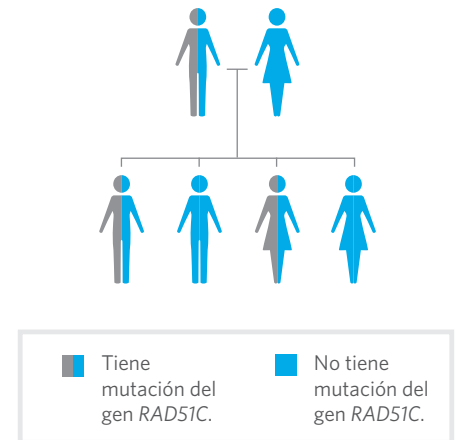 Tiene
mutación del
gen RAD51C.
No tiene
mutación del
gen RAD51C.